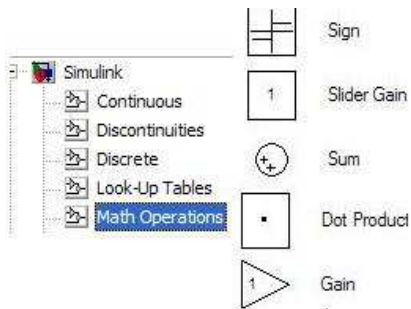 Simulink
Continuous
Discontinuities
Discrete
Look-Up Tables
Math Operations
Sign
1
Slider Gain
++
Sum
Dot Product
1
Gain